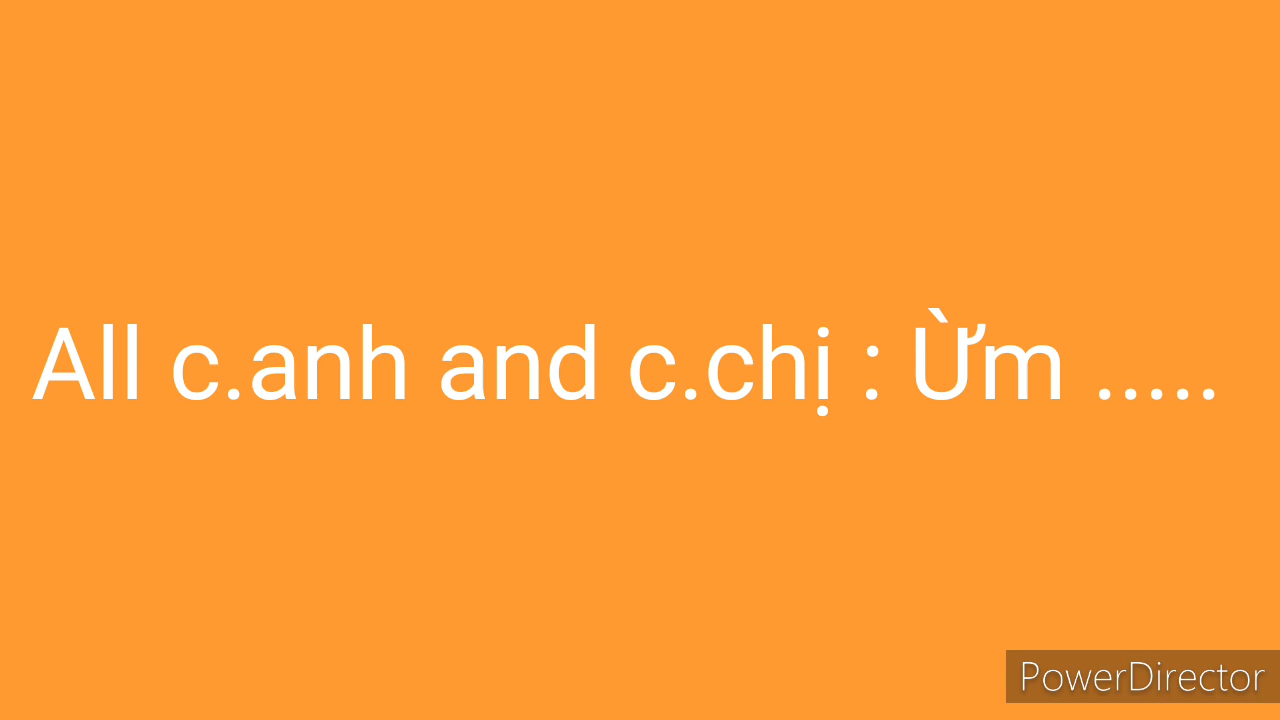 All c.anh and c.chị : Ừm .....
PowerDirector